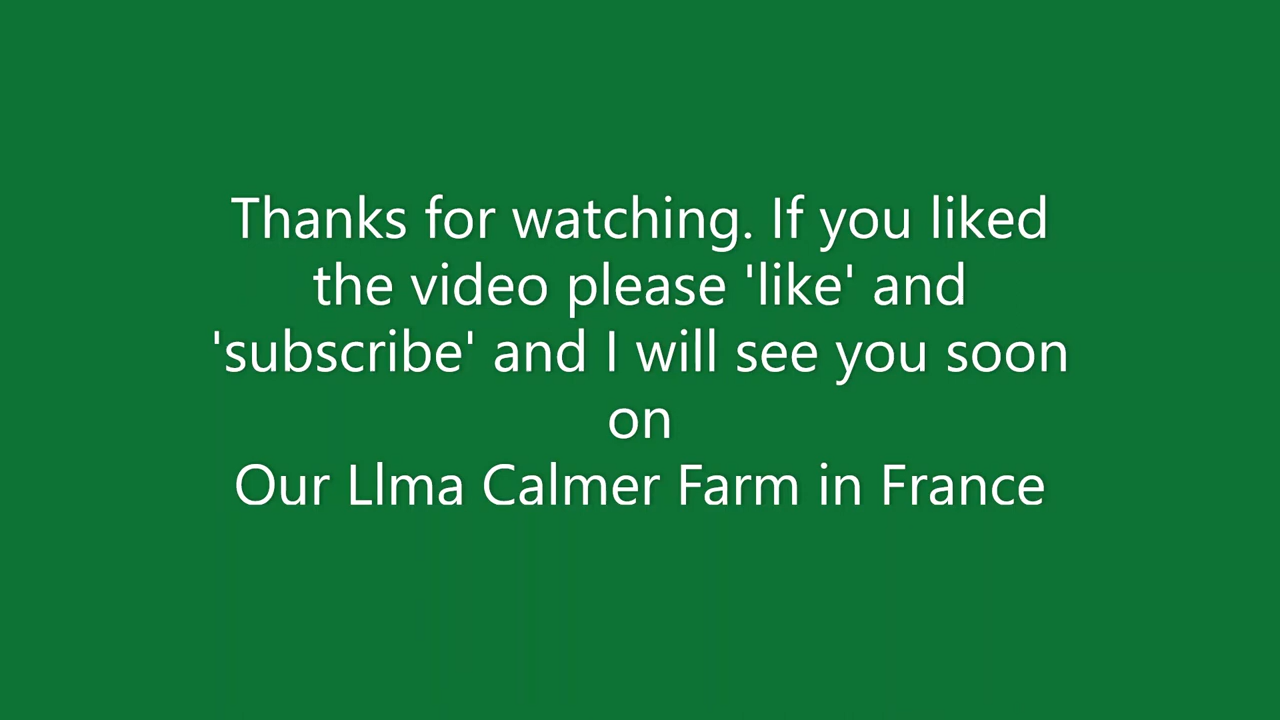 Thanks for watching. If you liked
the video please 'like' and
'subscribe' and I will see you soon
on
Our Llma Calmer Farm in France